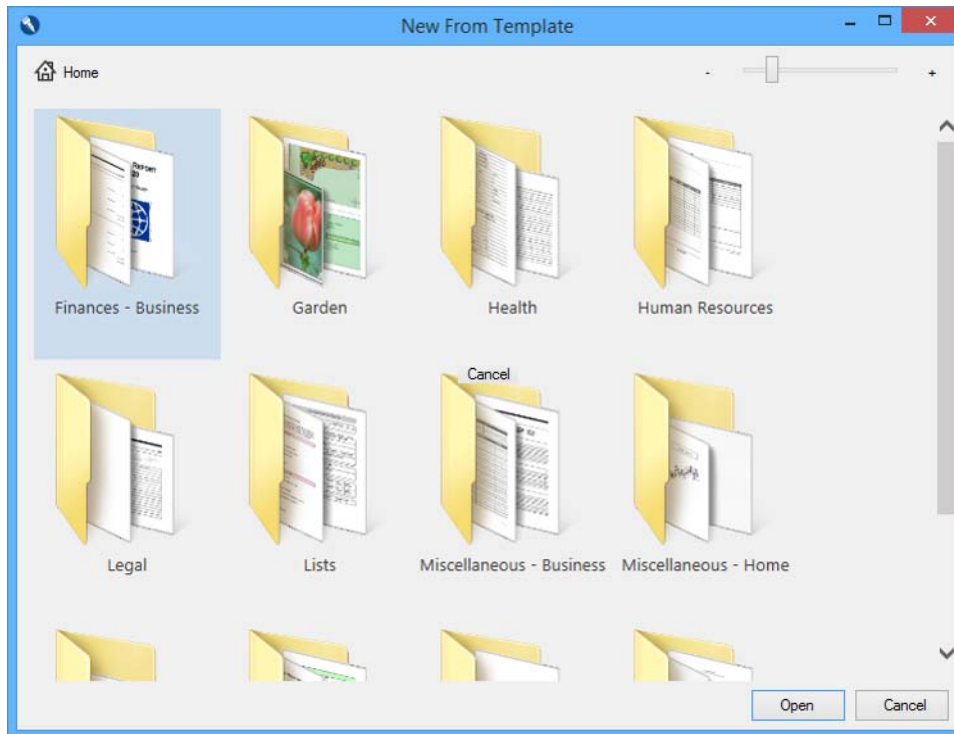 New From Template
Home
- +
Finances - Business Garden Health Human Resources
Cancel
Legal Lists Miscellaneous - Business Miscellaneous - Home
Open Cancel